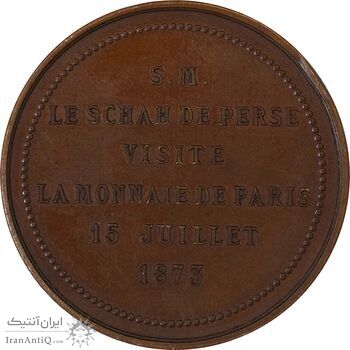 S. M.
LE SCHAH DE PERSE
VISITE
LA MONNAIE DE PARIS
15 JUILLET
1873
ایران آنتیک
IranAntiQ.com